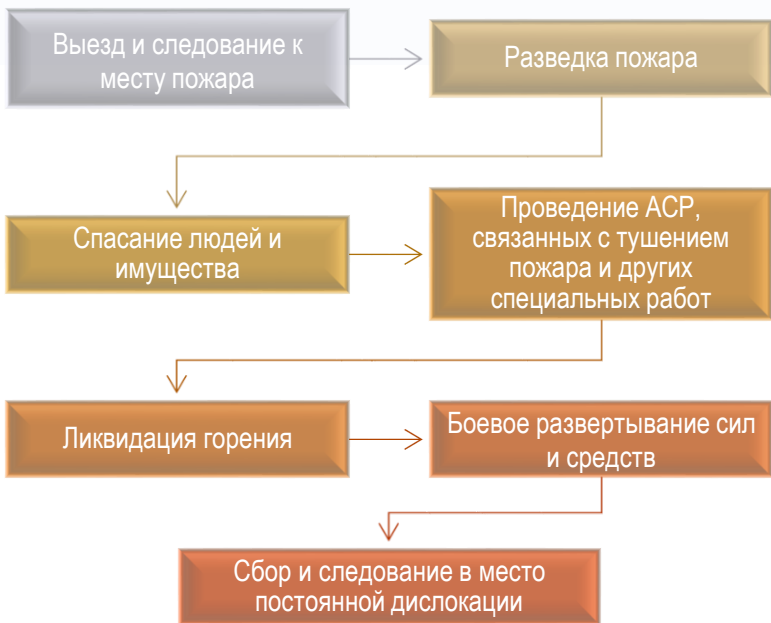 Выезд и следование к
месту пожара
Разведка пожара
Спасание людей и
имущества
Проведение АСР,
связанных с тушением
пожара и других
специальных работ
Ликвидация горения
Боевое развертывание сил
и средств
Сбор и следование в место
постоянной дислокации